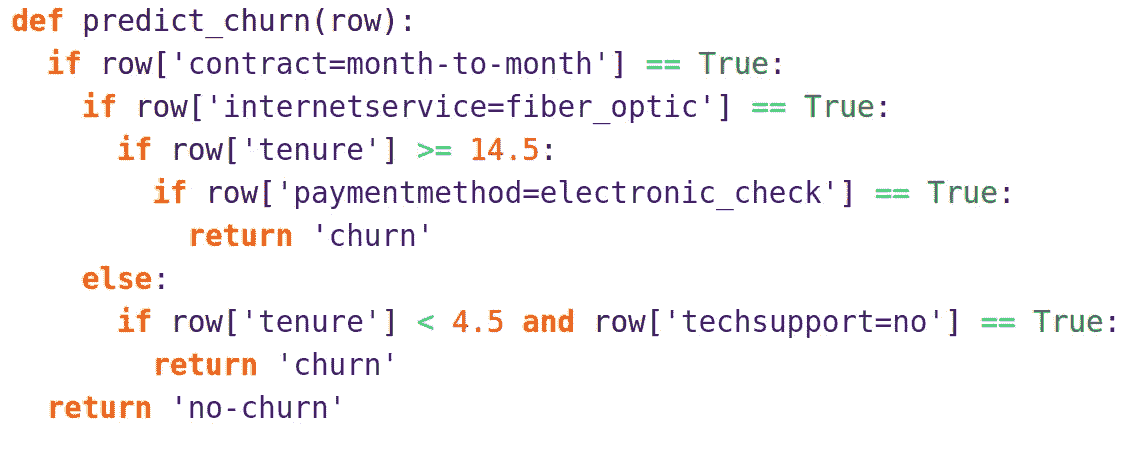 def predict_churn(row):
  if row['contract=month-to-month'] == True:
    if row['internetservice=fiber_optic'] == True:
      if row['tenure'] >= 14.5:
        if row['paymentmethod=electronic_check'] == True:
          return 'churn'
    else:
      if row['tenure'] < 4.5 and row['techsupport=no'] == True:
        return 'churn'
  return 'no-churn'